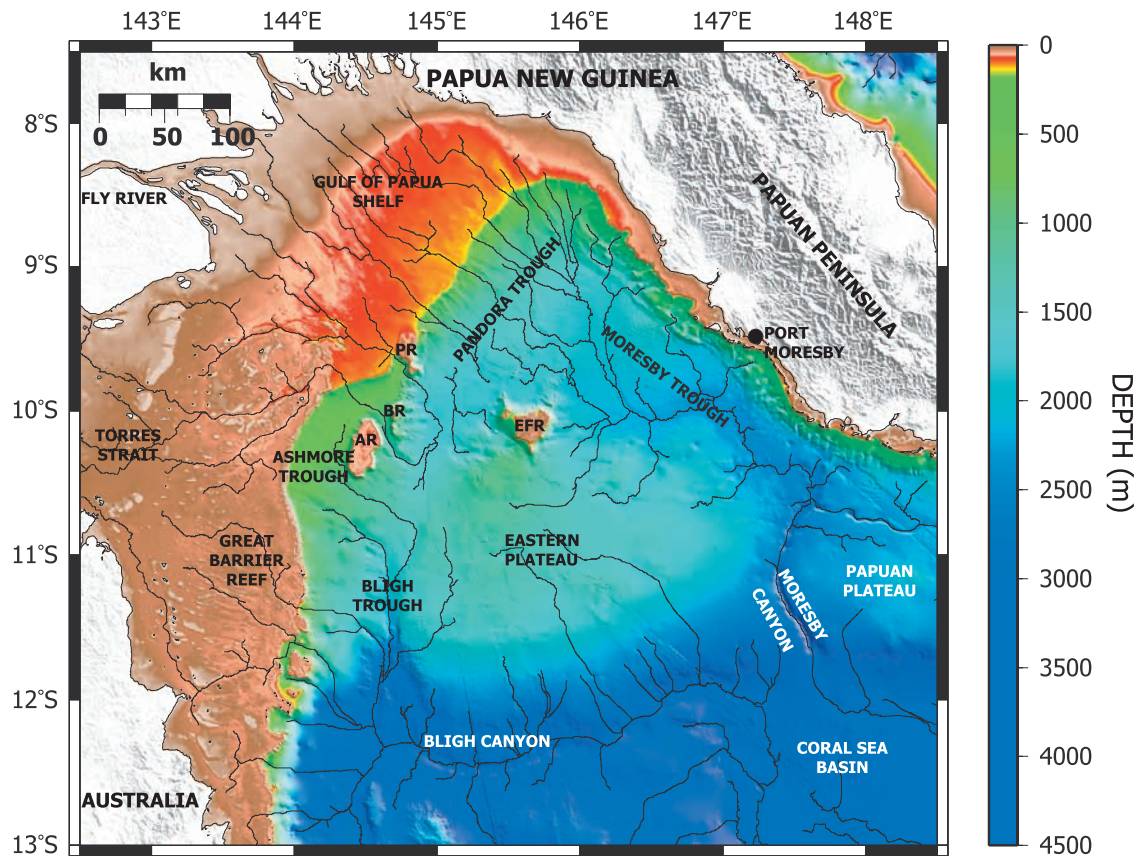 143° 144° 145° 146° 147° 148°
km
0 50 100
PAPUA NEW GUINEA
0
500
1000
1500
2000
2500
3000
3500
4000
4500
DEPTH (m)
8°S
9°S
10°S
11°S
12°S
13°S
FLY RIVER
GULF OF PAPUA
SHELF
PAPUAN PENINSULA
PANDORA TROUGH
MORESBY TROUGH
PORT
MORESBY
PR
BR
AR
EFR
TORRES
STRAIT
ASHMORE
TROUGH
GREAT
BARRIER
REEF
EASTERN
PLATEAU
BLIGH
TROUGH
MORESBY
CANYON
PAPUAN
PLATEAU
BLIGH CANYON
CORAL SEA
BASIN
AUSTRALIA